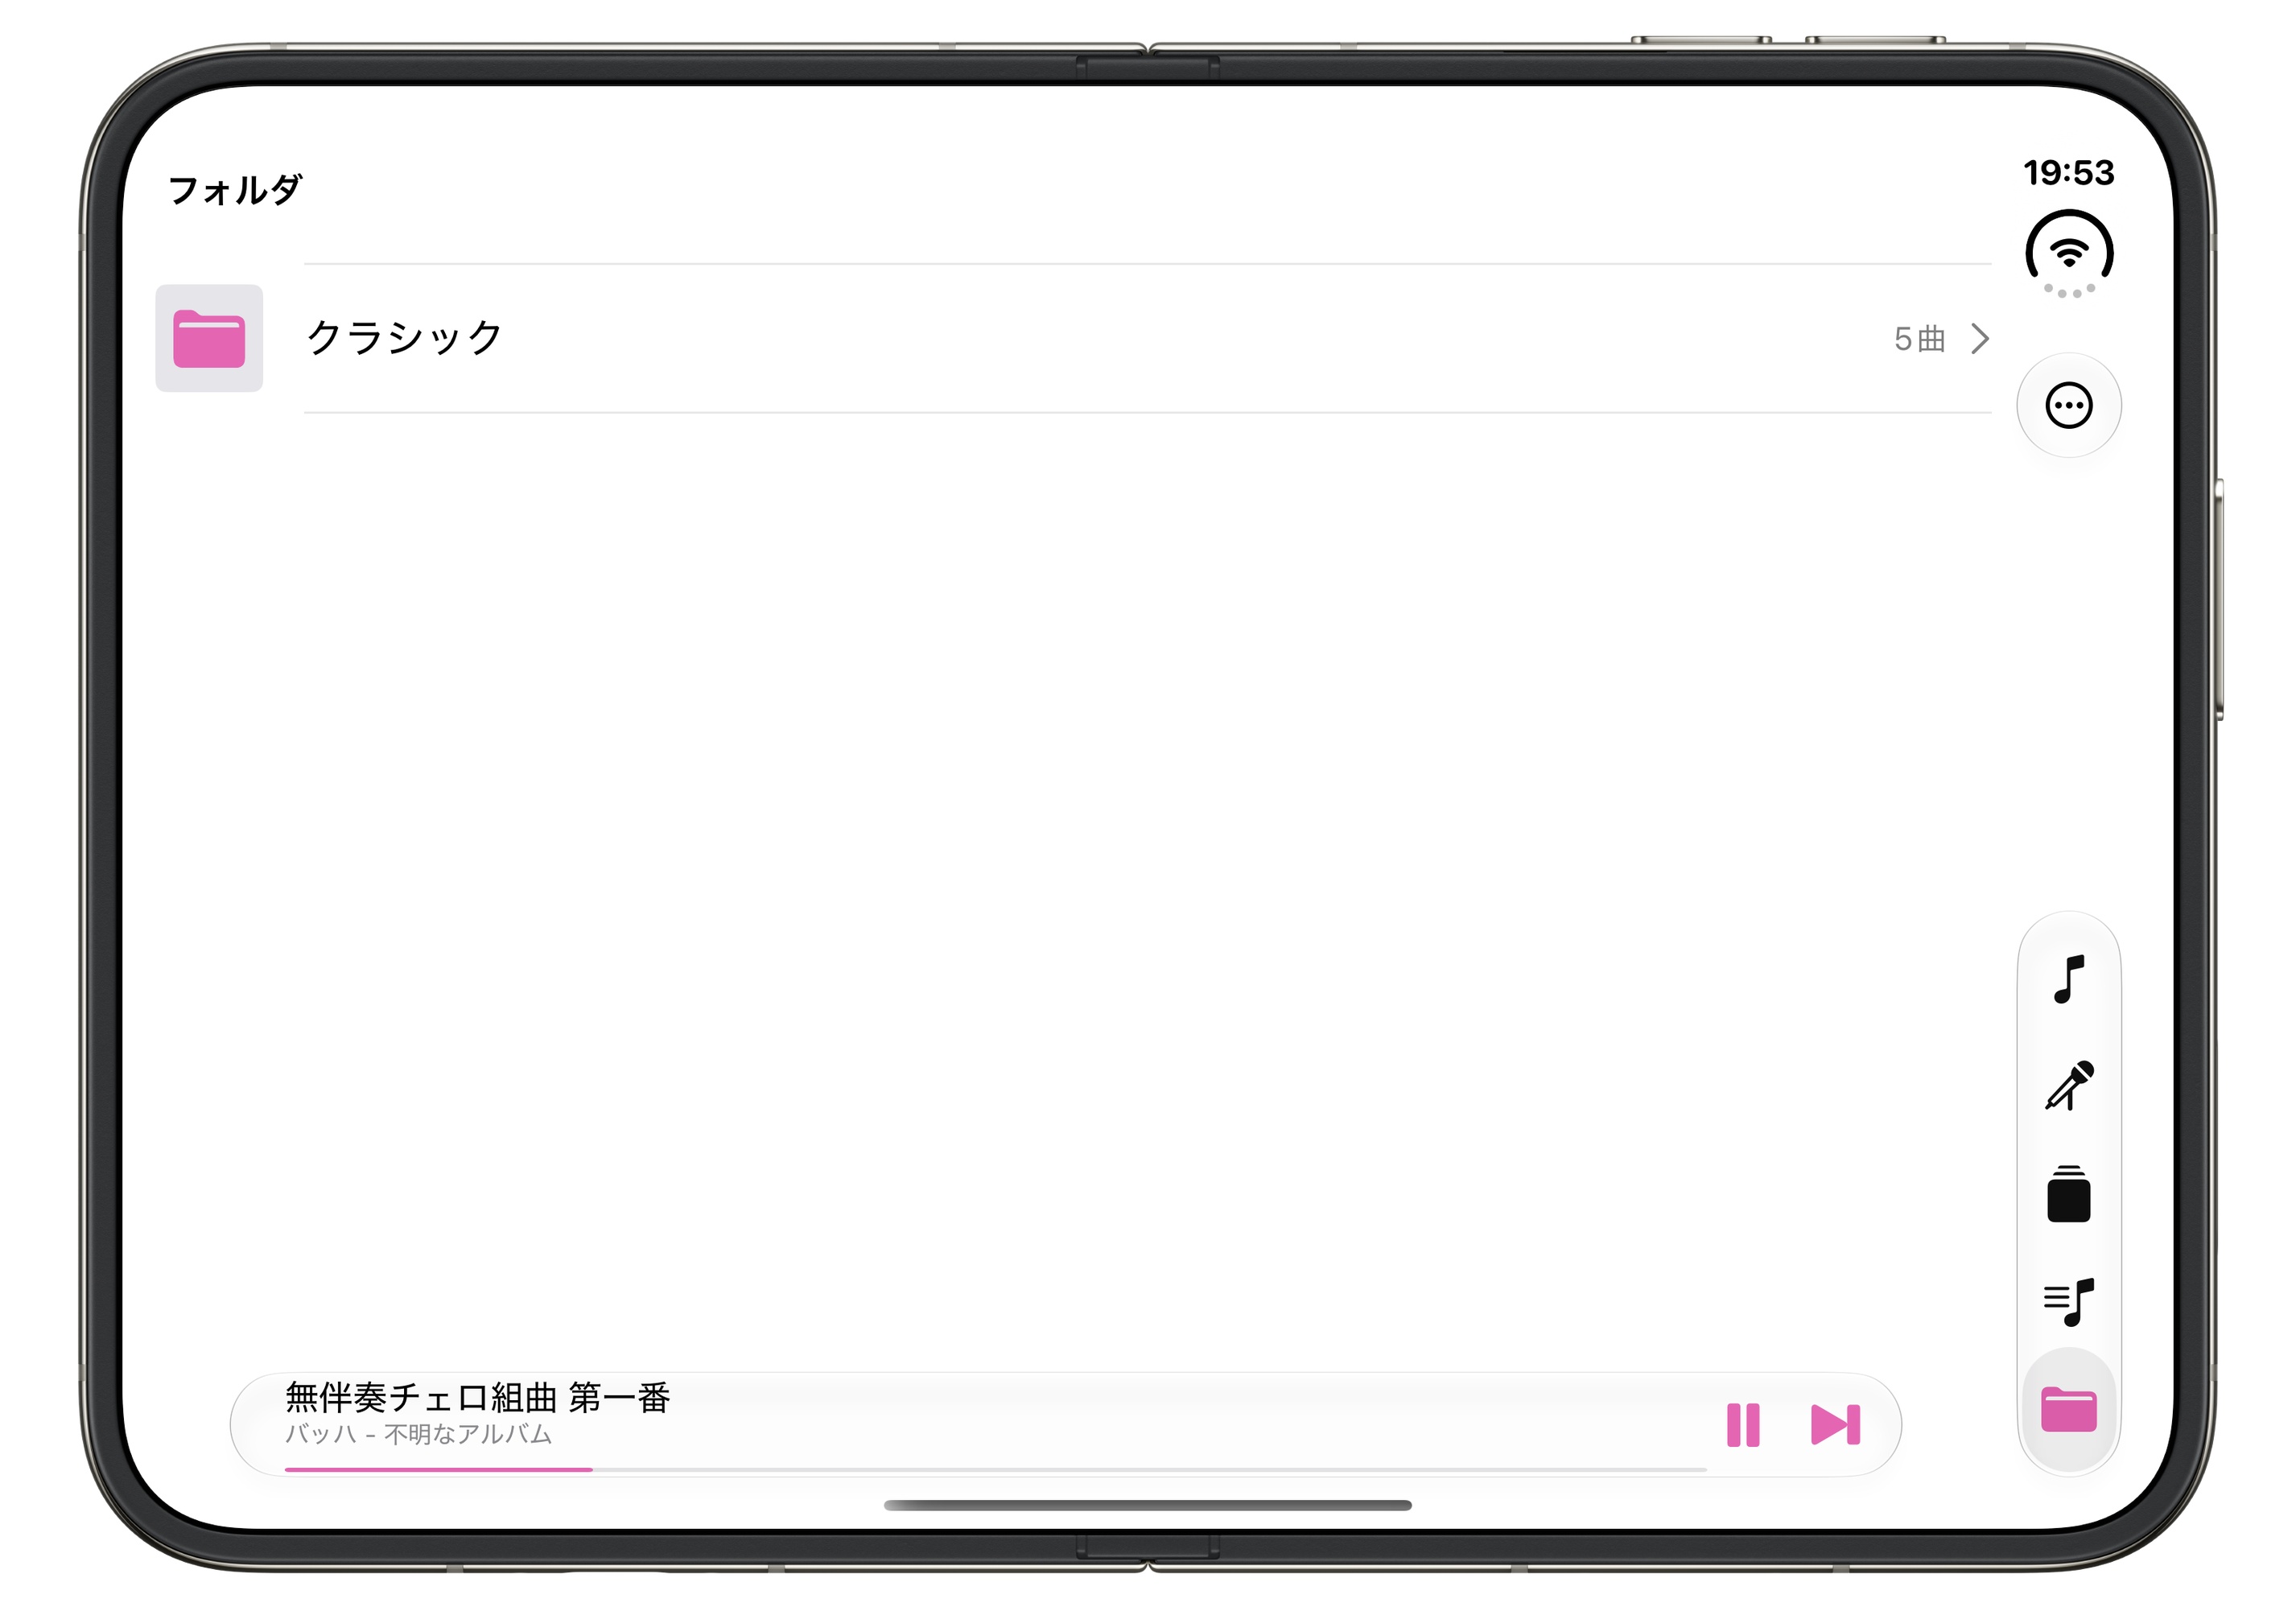 フォルダ
19:53
クラシック
5曲
無伴奏チェロ組曲 第一番
バッハ - 不明なアルバム